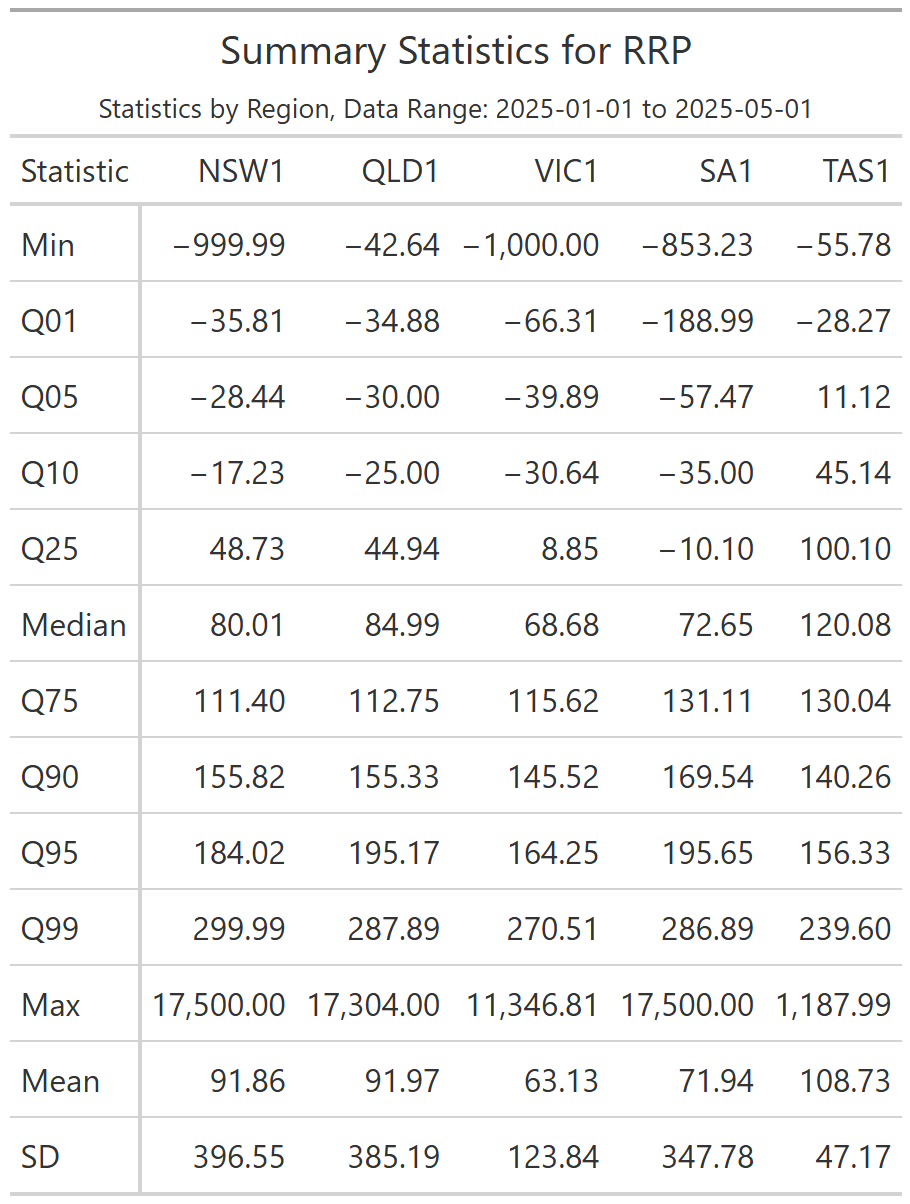 Summary Statistics for RRP
Statistics by Region, Data Range: 2025-01-01 to 2025-05-01
Statistic NSW1 QLD1 VIC1 SA1 TAS1
Min −999.99 −42.64 −1,000.00 −853.23 −55.78
Q01 −35.81 −34.88 −66.31 −188.99 −28.27
Q05 −28.44 −30.00 −39.89 −57.47 11.12
Q10 −17.23 −25.00 −30.64 −35.00 45.14
Q25 48.73 44.94 8.85 −10.10 100.10
Median 80.01 84.99 68.68 72.65 120.08
Q75 111.40 112.75 115.62 131.11 130.04
Q90 155.82 155.33 145.52 169.54 140.26
Q95 184.02 195.17 164.25 195.65 156.33
Q99 299.99 287.89 270.51 286.89 239.60
Max 17,500.00 17,304.00 11,346.81 17,500.00 1,187.99
Mean 91.86 91.97 63.13 71.94 108.73
SD 396.55 385.19 123.84 347.78 47.17